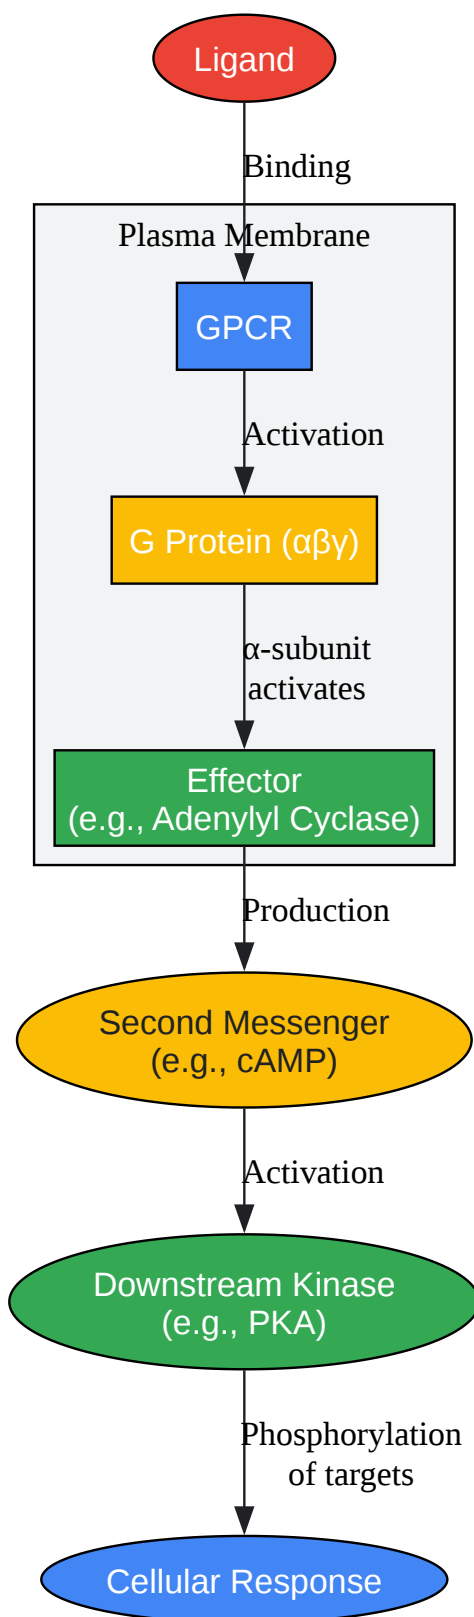 Ligand
Binding
Plasma Membrane
GPCR
Activation
G Protein (αβγ)
α-subunit
activates
Effector
(e.g., Adenylyl Cyclase)
Production
Second Messenger
(e.g., cAMP)
Activation
Downstream Kinase
(e.g., PKA)
Phosphorylation
of targets
Cellular Response